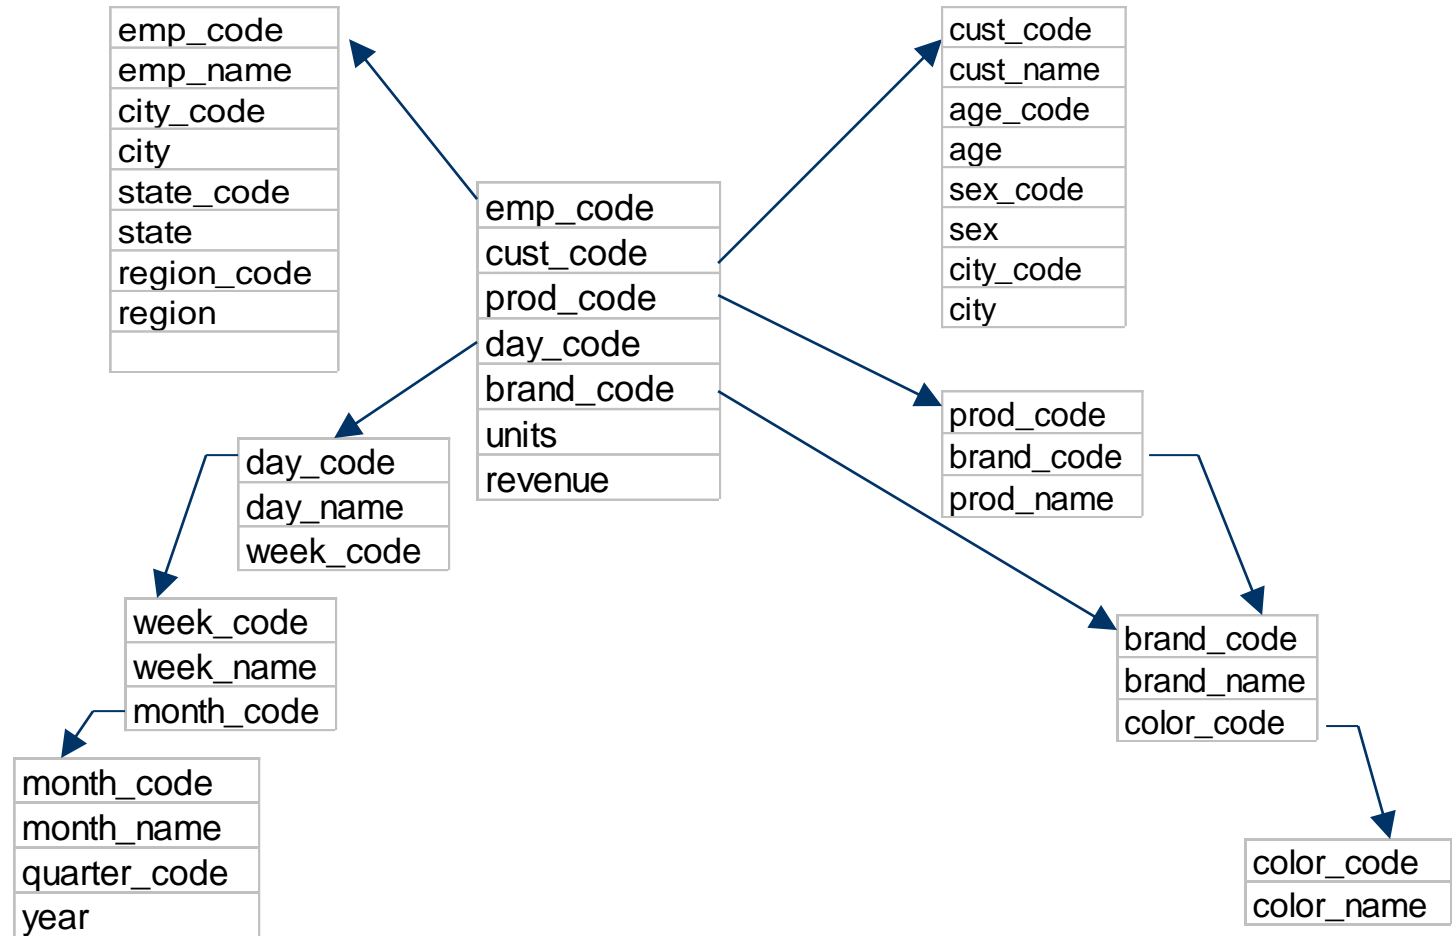 emp_code
emp_name
city_code
city
state_code
state
region_code
region
cust_code
cust_name
age_code
age
sex_code
sex
city_code
city
emp_code
cust_code
prod_code
day_code
brand_code
units
revenue
day_code
day_name
week_code
prod_code
brand_code
prod_name
week_code
week_name
month_code
brand_code
brand_name
color_code
month_code
month_name
quarter_code
year
color_code
color_name